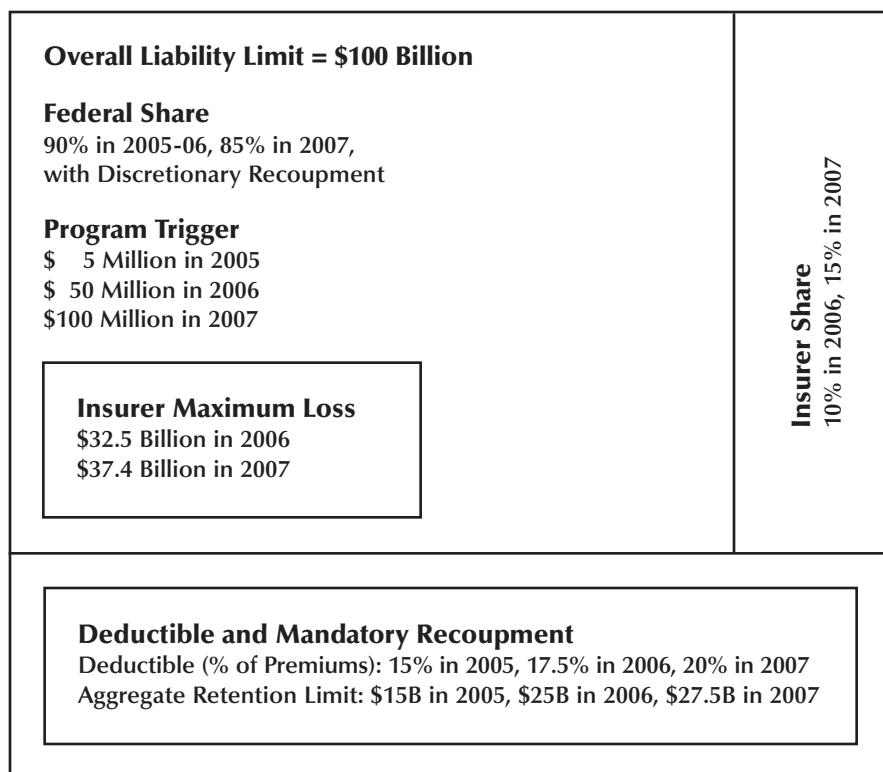 Overall Liability Limit = $100 Billion
Federal Share
90% in 2005-06, 85% in 2007,
with Discretionary Recoupment
Program Trigger
$ 5 Million in 2005
$ 50 Million in 2006
$100 Million in 2007
Insurer Maximum Loss
$32.5 Billion in 2006
$37.4 Billion in 2007
Insurer Share
10% in 2006, 15% in 2007
Deductible and Mandatory Recoupment
Deductible (% of Premiums): 15% in 2005, 17.5% in 2006, 20% in 2007
Aggregate Retention Limit: $15B in 2005, $25B in 2006, $27.5B in 2007